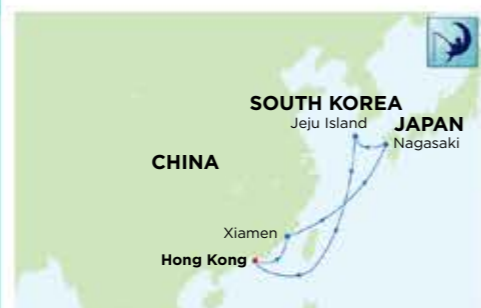 SOUTH KOREA
Jeju Island
JAPAN
Nagasaki
CHINA
Xiamen
Hong Kong